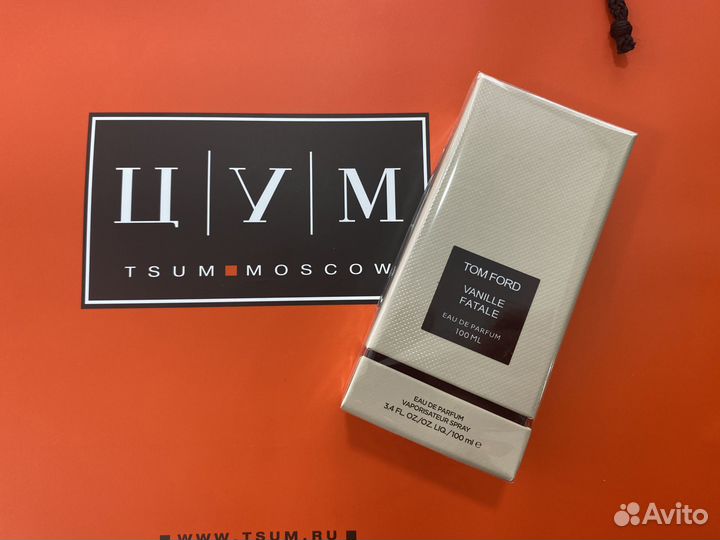 Ц|У|М
TSUM■MOSCOW
TOM FORD
VANILLE
FATALE
EAU DE PARFUM
100 ML
EAU DE PARFUM
VAPORISATEUR SPRAY
3.4 FL. OZ./OZ. LIQ./100 ml e
■ WWW.TSUM.RU ■
Avito